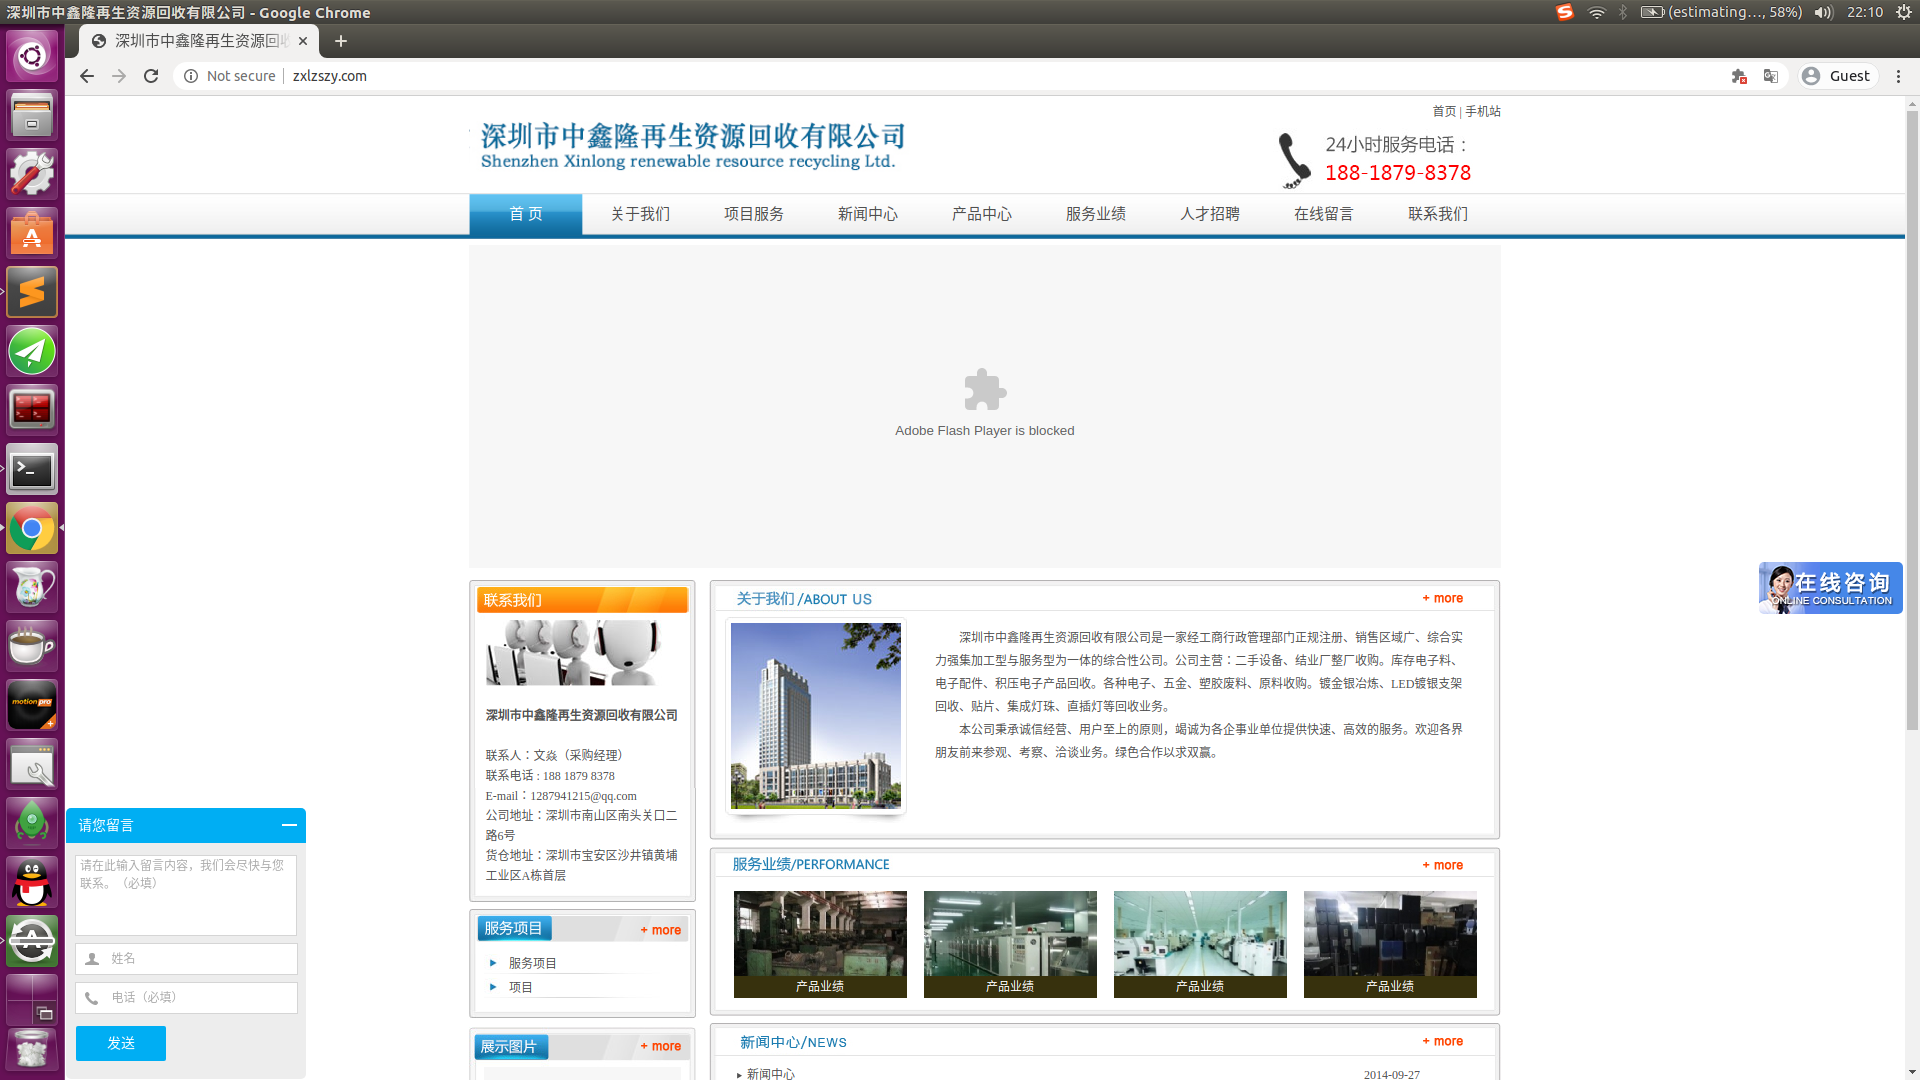 深圳市中鑫隆再生资源回收有限公司 - Google Chrome
(estimating..., 58%)
22:10
深圳市中鑫隆再生资源回收
Not secure
zxlzszy.com
Guest
首页 | 手机站
深圳市中鑫隆再生资源回收有限公司
Shenzhen Xinlong renewable resource recycling Ltd.
24小时服务电话：
188-1879-8378
首 页
关于我们
项目服务
新闻中心
产品中心
服务业绩
人才招聘
在线留言
联系我们
Adobe Flash Player is blocked
在线咨询
ONLINE CONSULTATION
联系我们
深圳市中鑫隆再生资源回收有限公司
联系人：文焱（采购经理）
联系电话 : 188 1879 8378
E-mail：1287941215@qq.com
公司地址：深圳市南山区南头关口二
路6号
货仓地址：深圳市宝安区沙井镇黄埔
工业区A栋首层
关于我们 /ABOUT US
+ more
深圳市中鑫隆再生资源回收有限公司是一家经工商行政管理部门正规注册、销售区域广、综合实
力强集加工型与服务型为一体的综合性公司。公司主营：二手设备、结业厂整厂收购。库存电子料、
电子配件、积压电子产品回收。各种电子、五金、塑胶废料、原料收购。镀金银冶炼、LED镀银支架
回收、贴片、集成灯珠、直插灯等回收业务。
本公司秉承诚信经营、用户至上的原则，竭诚为各企事业单位提供快速、高效的服务。欢迎各界
朋友前来参观、考察、洽谈业务。绿色合作以求双赢。
服务业绩/PERFORMANCE
+ more
产品业绩
产品业绩
产品业绩
产品业绩
服务项目
+ more
服务项目
项目
展示图片
+ more
新闻中心/NEWS
+ more
新闻中心
2014-09-27
请您留言
请在此输入留言内容，我们会尽快与您
联系。（必填）
姓名
电话（必填）
发送
motion pro